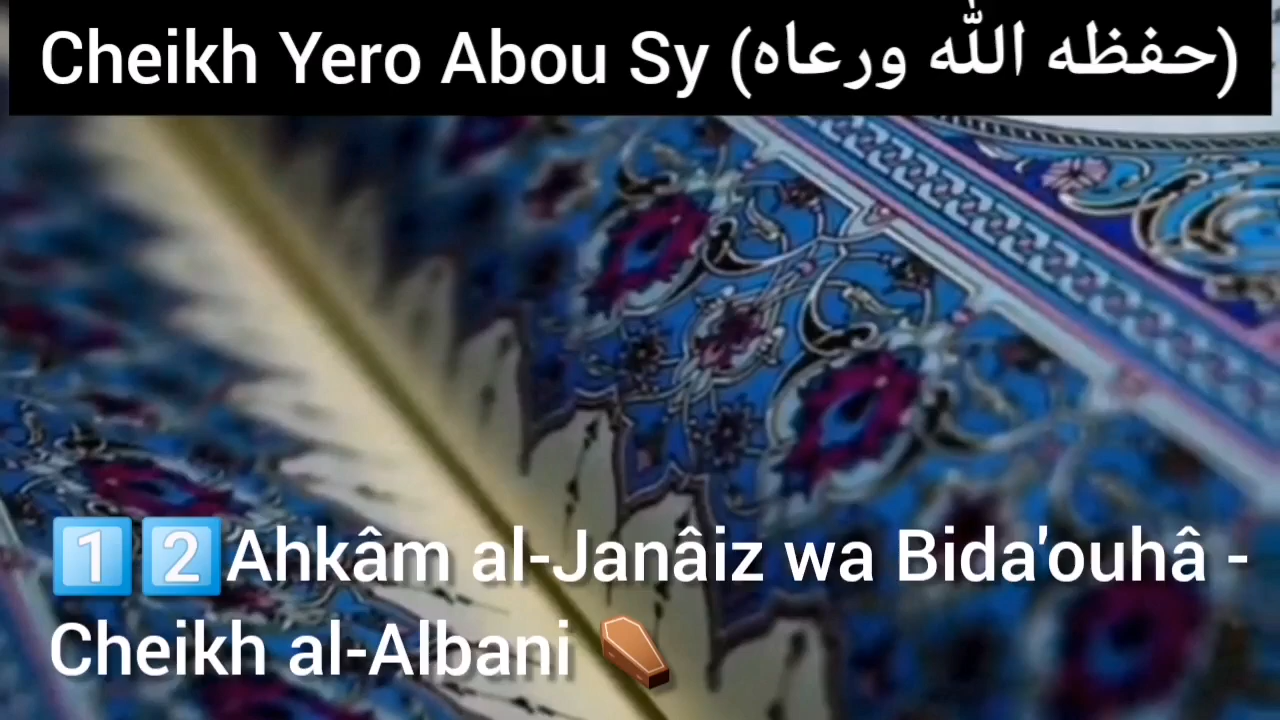 Cheikh Yero Abou Sy (حفظه الله ورعاه)
1️⃣2️⃣Ahkâm al-Janâiz wa Bida'ouhâ -
Cheikh al-Albani ⚰️